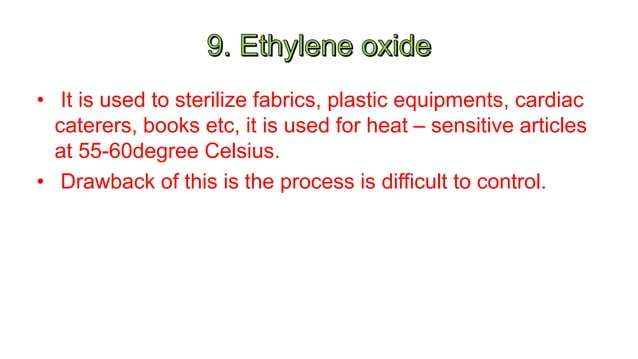 9. Ethylene oxide
• It is used to sterilize fabrics, plastic equipments, cardiac
caterers, books etc, it is used for heat – sensitive articles
at 55-60degree Celsius.
• Drawback of this is the process is difficult to control.